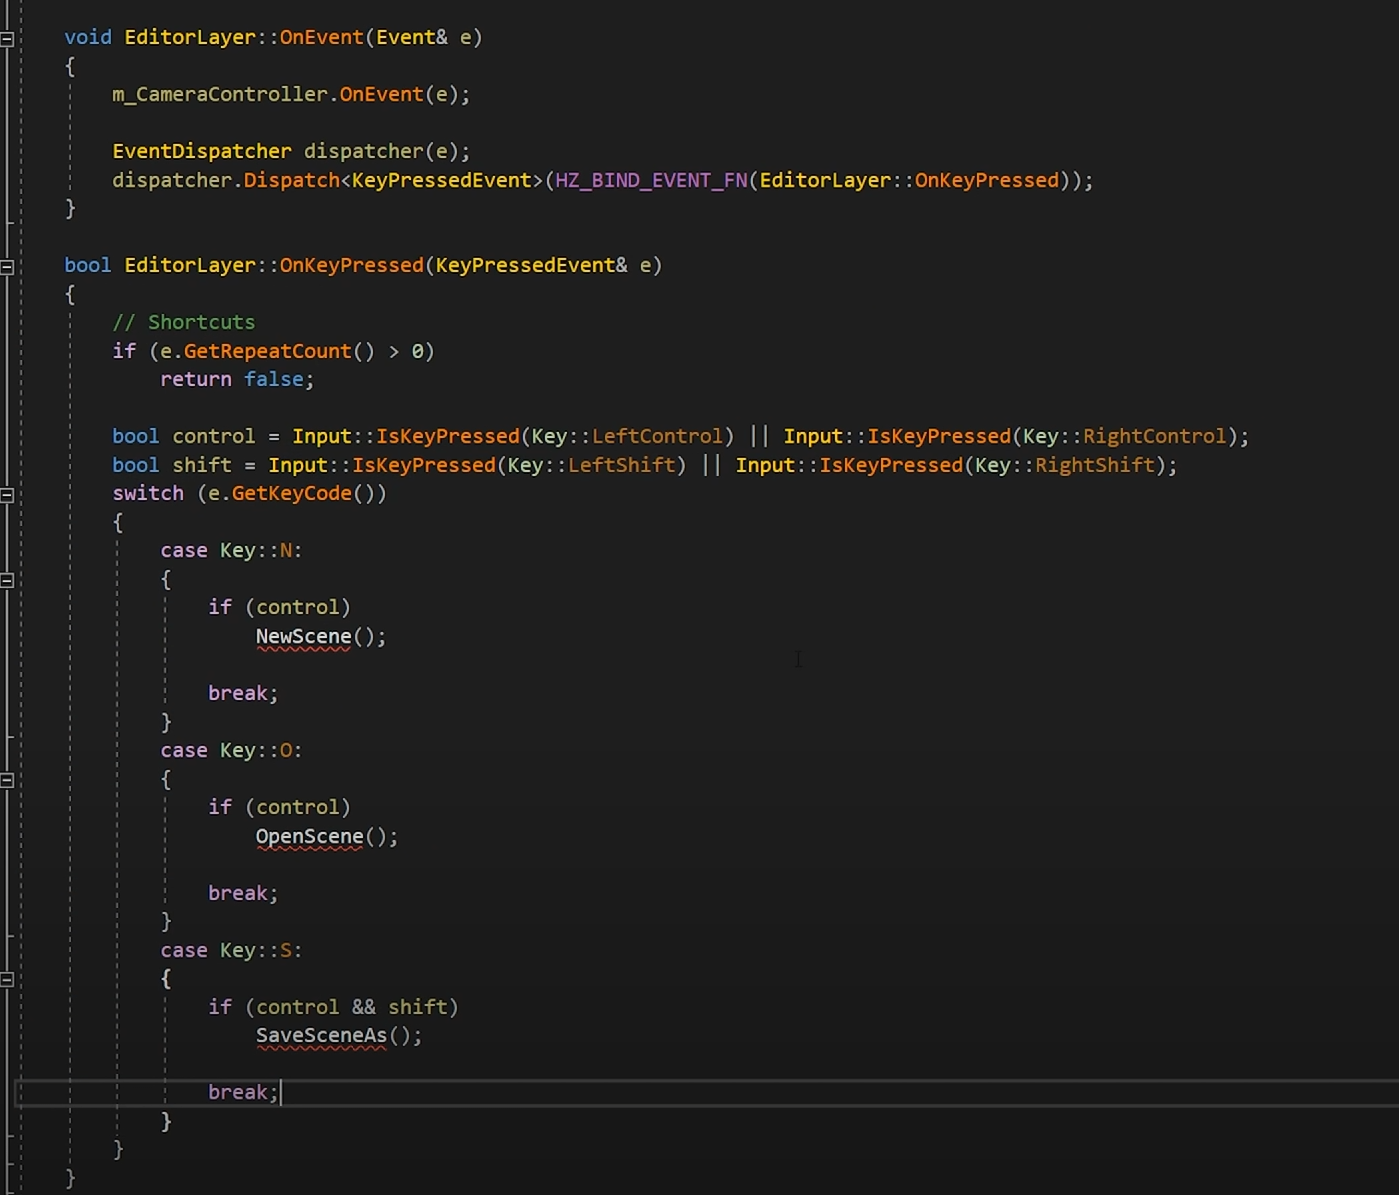 void EditorLayer::OnEvent(Event& e)
{
    m_CameraController.OnEvent(e);

    EventDispatcher dispatcher(e);
    dispatcher.Dispatch<KeyPressedEvent>(HZ_BIND_EVENT_FN(EditorLayer::OnKeyPressed));
}

bool EditorLayer::OnKeyPressed(KeyPressedEvent& e)
{
    // Shortcuts
    if (e.GetRepeatCount() > 0)
        return false;

    bool control = Input::IsKeyPressed(Key::LeftControl) || Input::IsKeyPressed(Key::RightControl);
    bool shift = Input::IsKeyPressed(Key::LeftShift) || Input::IsKeyPressed(Key::RightShift);
    switch (e.GetKeyCode())
    {
        case Key::N:
        {
            if (control)
                NewScene();

            break;
        }
        case Key::O:
        {
            if (control)
                OpenScene();

            break;
        }
        case Key::S:
        {
            if (control && shift)
                SaveSceneAs();

            break;
        }
    }
}